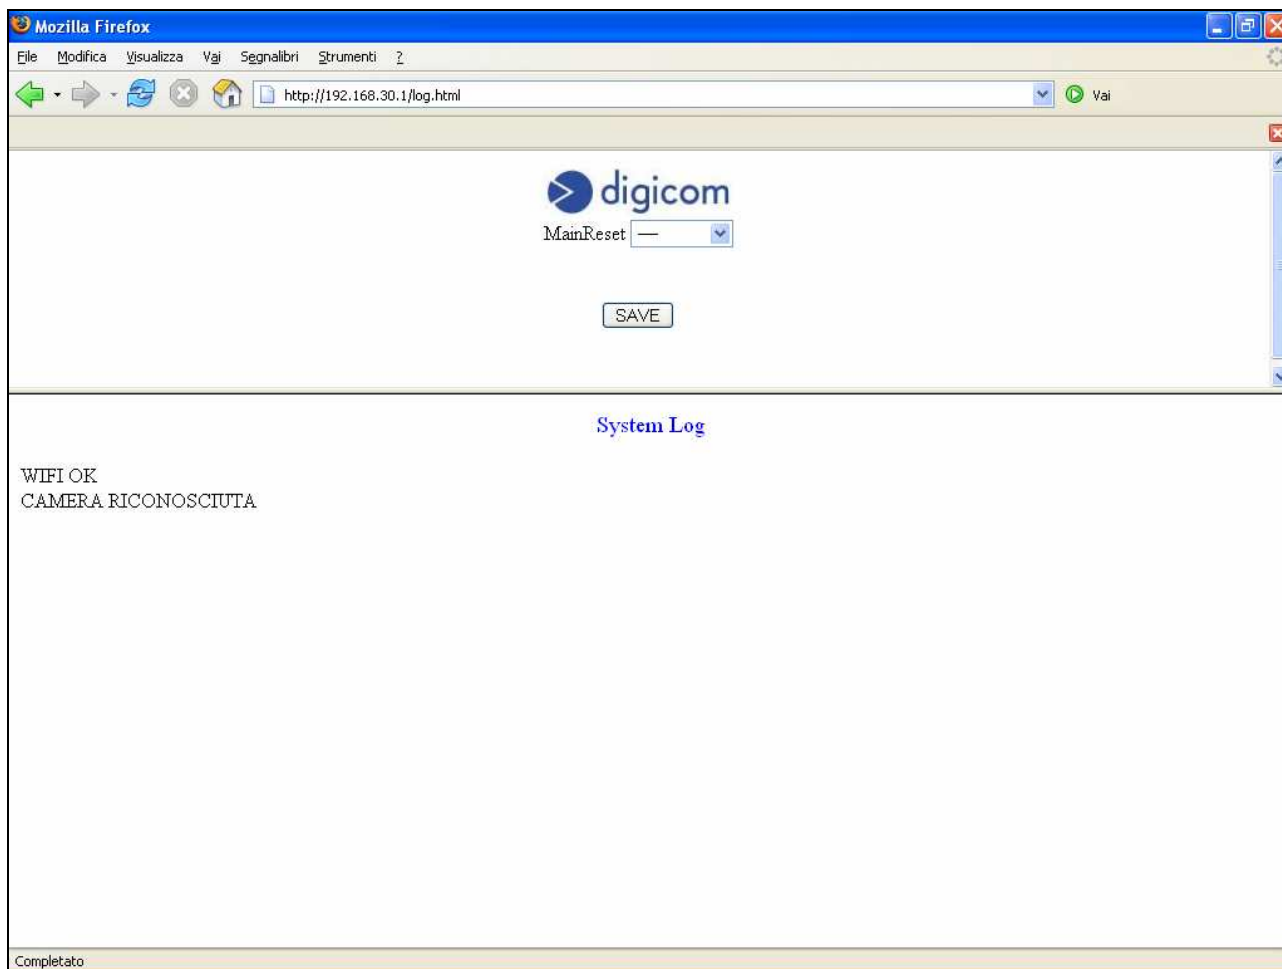 Mozilla Firefox
File Modifica Visualizza Vai Segnalibri Strumenti ?
http://192.168.30.1/log.html Vai
digicom
MainReset —
SAVE
System Log
WIFI OK
CAMERA RICONOSCIUTA
Completato